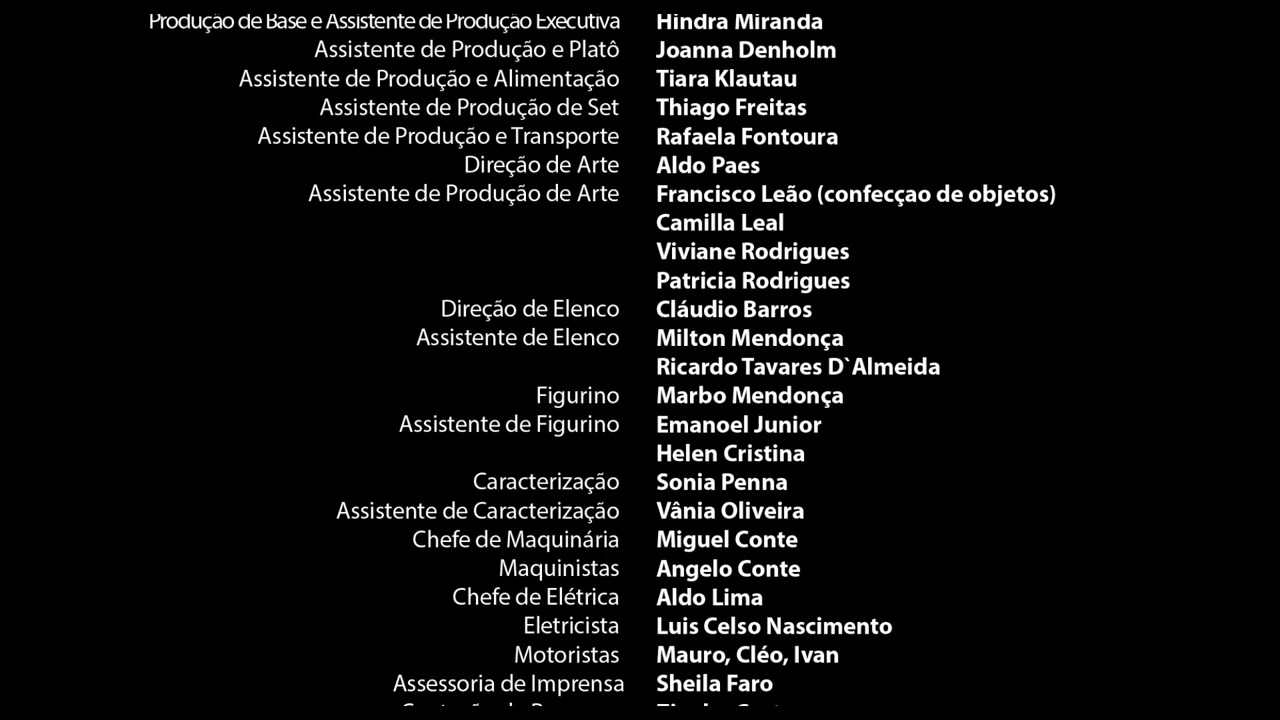 Produção de Base e Assistente de Produção Executiva Hindra Miranda
Assistente de Produção e Platô Joanna Denholm
Assistente de Produção e Alimentação Tiara Klautau
Assistente de Produção de Set Thiago Freitas
Assistente de Produção e Transporte Rafaela Fontoura
Direção de Arte Aldo Paes
Assistente de Produção de Arte Francisco Leão (confecçao de objetos)
Camilla Leal
Viviane Rodrigues
Patricia Rodrigues
Direção de Elenco Cláudio Barros
Assistente de Elenco Milton Mendonça
Ricardo Tavares D`Almeida
Figurino Marbo Mendonça
Assistente de Figurino Emanoel Junior
Helen Cristina
Caracterização Sonia Penna
Assistente de Caracterização Vânia Oliveira
Chefe de Maquinária Miguel Conte
Maquinistas Angelo Conte
Chefe de Elétrica Aldo Lima
Eletricista Luis Celso Nascimento
Motoristas Mauro, Cléo, Ivan
Assessoria de Imprensa Sheila Faro